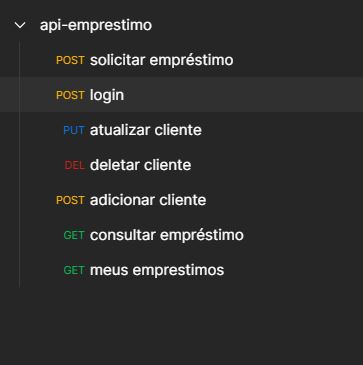 api-emprestimo
POST solicitar empréstimo
POST login
PUT atualizar cliente
DEL deletar cliente
POST adicionar cliente
GET consultar empréstimo
GET meus emprestimos